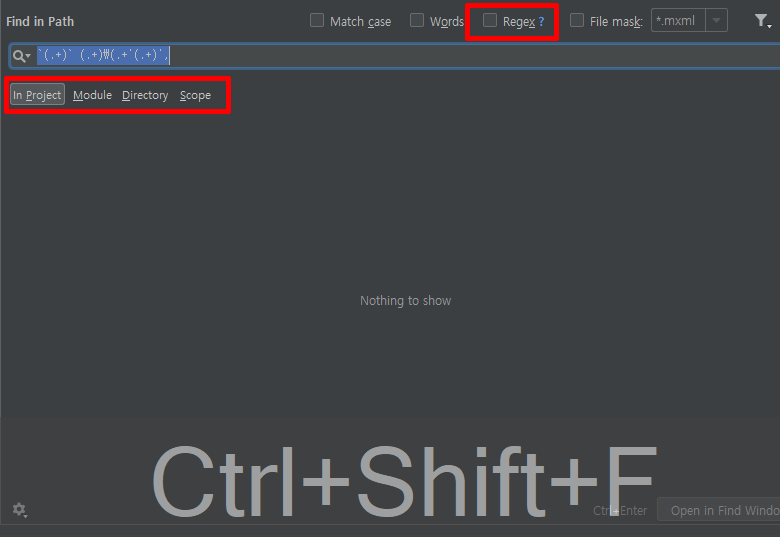 Find in Path Match case Words Regex ? File mask: *.mxml
`(.+)` (.+)₩(.+'(.+)',
In Project Module Directory Scope
Nothing to show
Ctrl+Shift+F
Ctrl+Enter Open in Find Windo